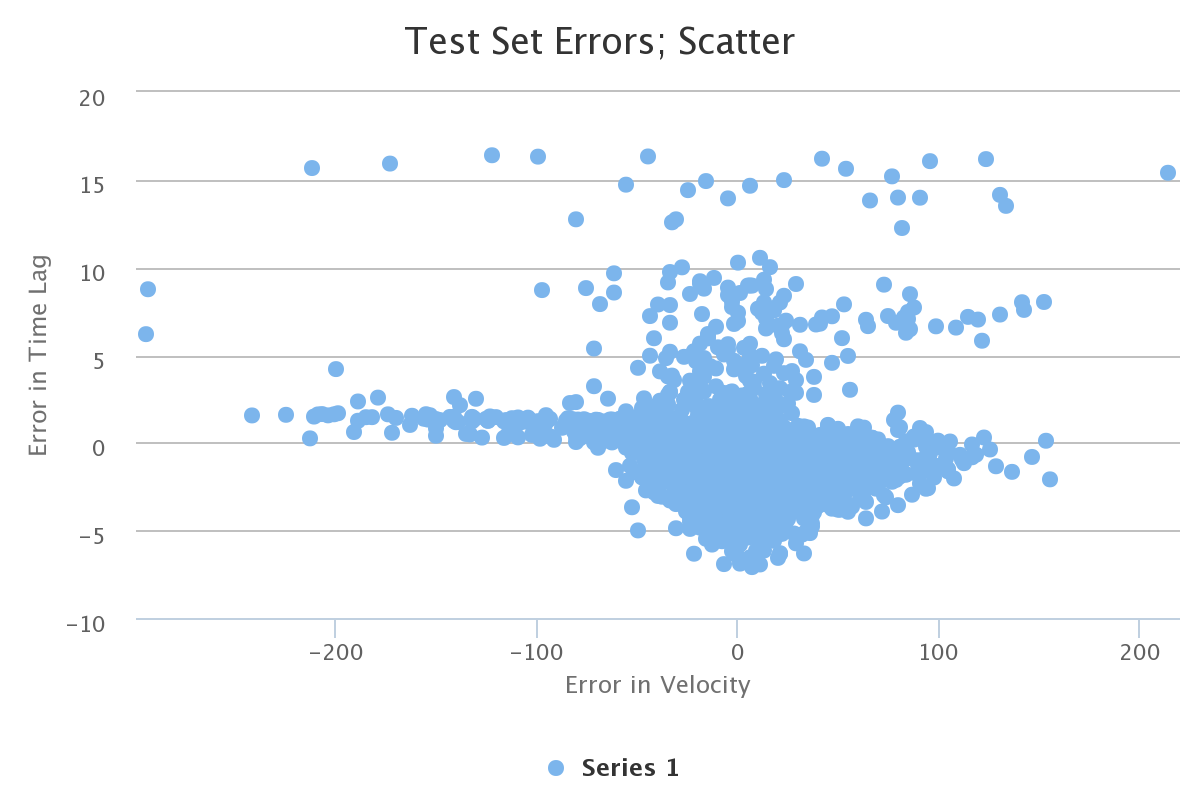 Test Set Errors; Scatter
20
15
10
5
0
−5
−10
Error in Time Lag
−200 −100 0 100 200
Error in Velocity
Series 1